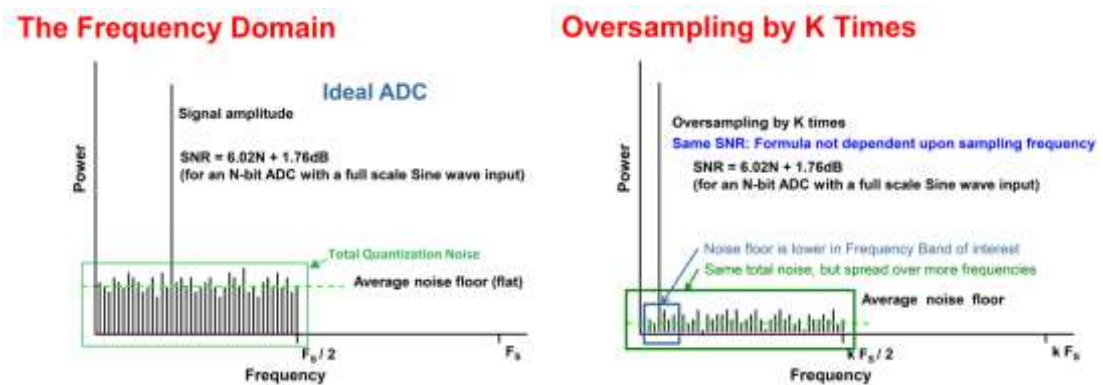 The Frequency Domain
Ideal ADC
Signal amplitude
SNR = 6.02N + 1.76dB
(for an N-bit ADC with a full scale Sine wave input)
Power
Total Quantization Noise
Average noise floor (flat)
Fs / 2
Fs
Frequency
Oversampling by K Times
Oversampling by K times
Same SNR: Formula not dependent upon sampling frequency
SNR = 6.02N + 1.76dB
(for an N-bit ADC with a full scale Sine wave input)
Power
Noise floor is lower in Frequency Band of interest
Same total noise, but spread over more frequencies
Average noise floor
k Fs / 2
k Fs
Frequency